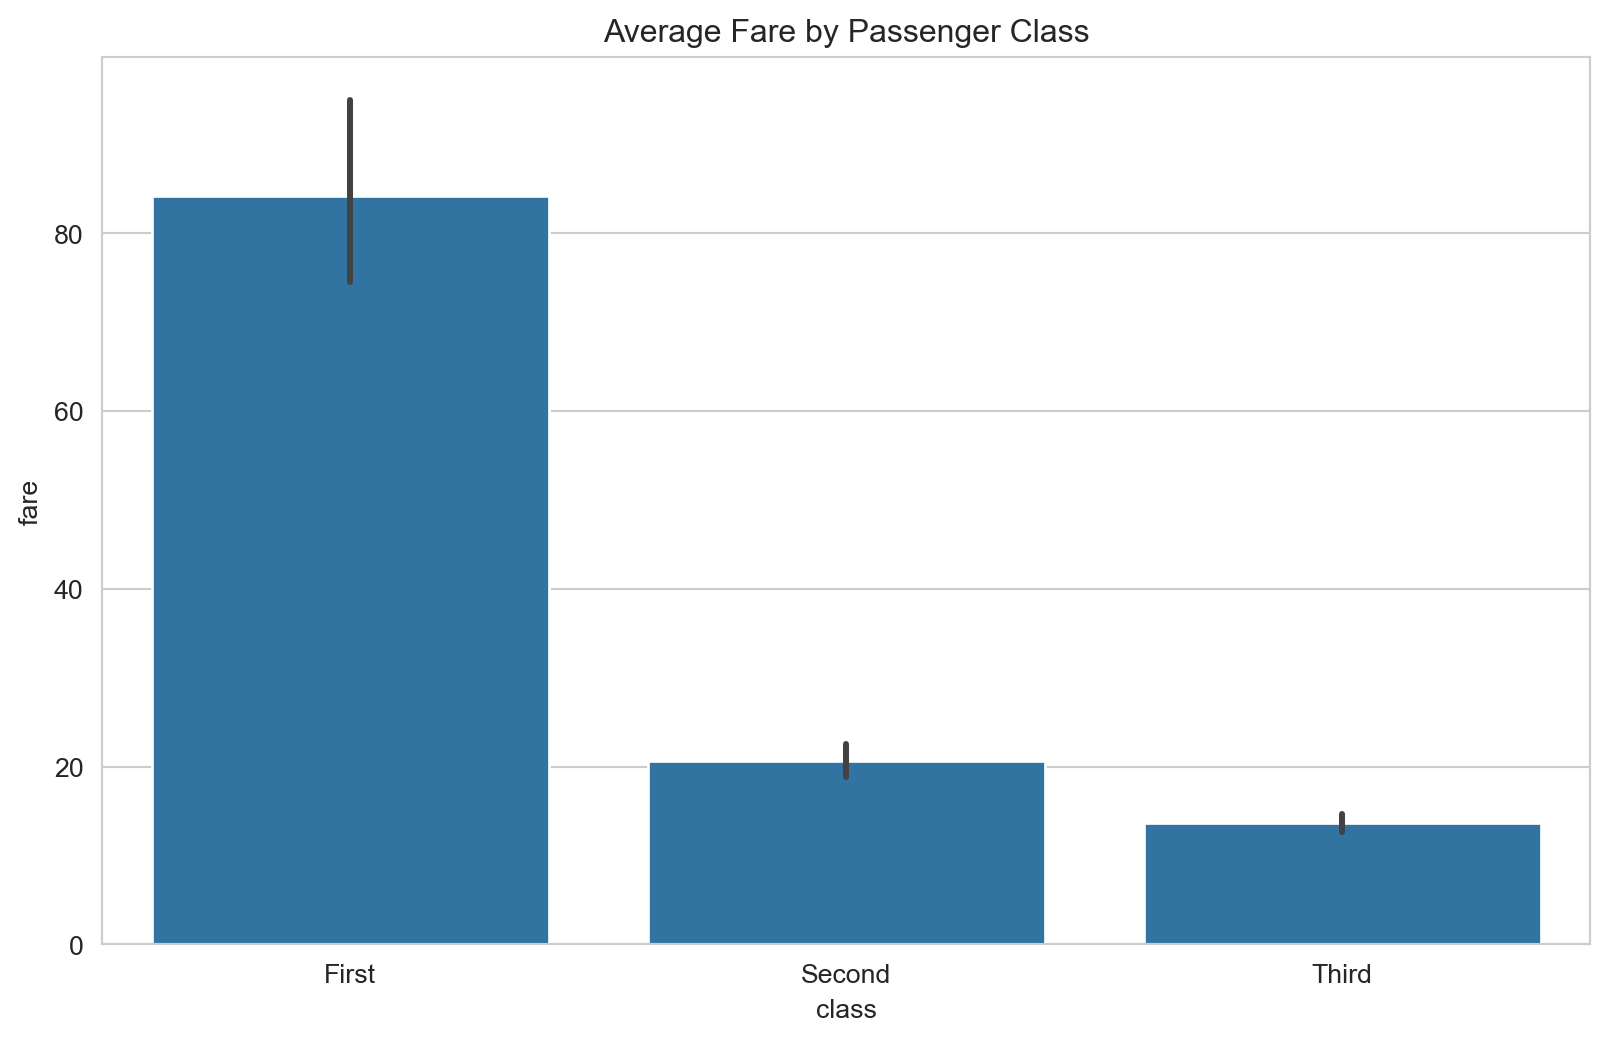 Average Fare by Passenger Class
80
60
40
20
0
fare
First
Second
Third
class